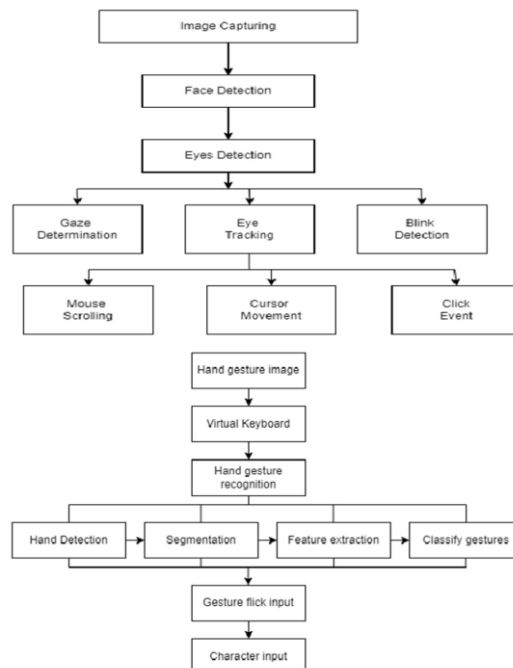 Image Capturing
Face Detection
Eyes Detection
Gaze
Determination
Eye
Tracking
Blink
Detection
Mouse
Scrolling
Cursor
Movement
Click
Event
Hand gesture image
Virtual Keyboard
Hand gesture
recognition
Hand Detection
Segmentation
Feature extraction
Classify gestures
Gesture flick input
Character input